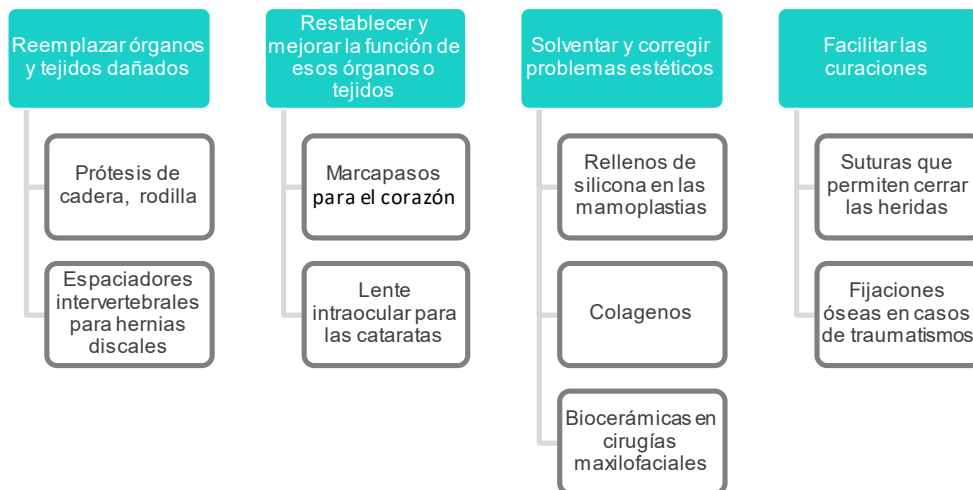 Reemplazar órganos
y tejidos dañados
Prótesis de
cadera, rodilla
Espaciadores
intervertebrales
para hernias
discales
Restablecer y
mejorar la función de
esos órganos o
tejidos
Marcapasos
para el corazón
Lente
intraocular para
las cataratas
Solventar y corregir
problemas estéticos
Rellenos de
silicona en las
mamoplastias
Colagenos
Biocerámicas en
cirugías
maxilofaciales
Facilitar las
curaciones
Suturas que
permiten cerrar
las heridas
Fijaciones
óseas en casos
de traumatismos